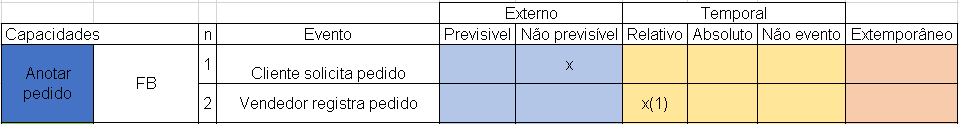 Externo Temporal
Capacidades n Evento Previsivel Não previsível Relativo Absoluto Não evento Extemporâneo
Anotar pedido FB 1 Cliente solicita pedido x
2 Vendedor registra pedido x(1)